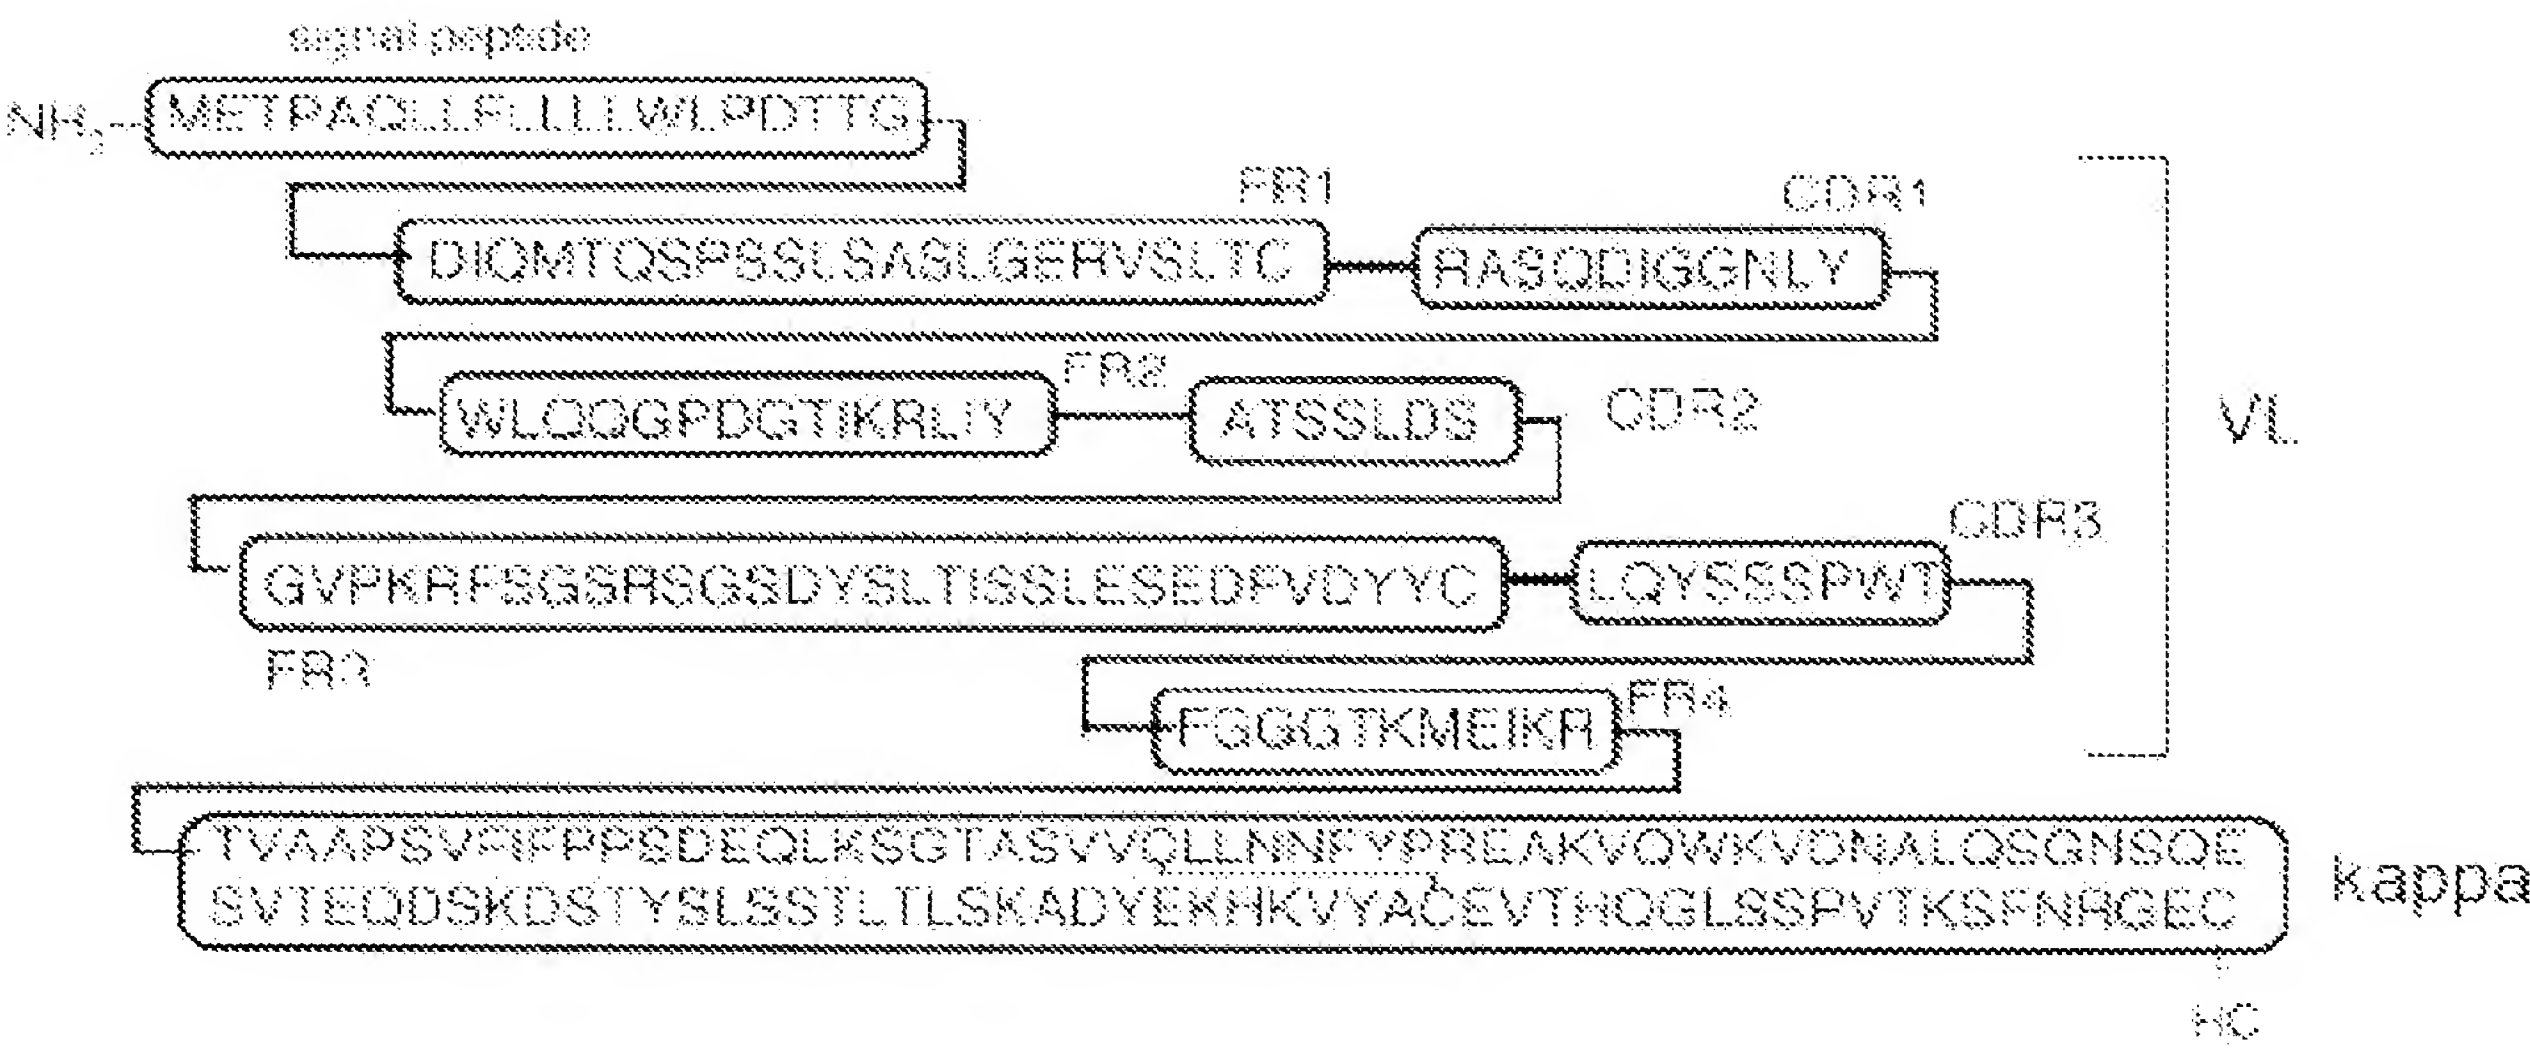 signal peptide
NH2
METPAQLLFLLLLWLPDTTG
FR1
CDR1
DIQMTQSPSSLSASLGERVSLTC
RASQDIGGNLY
FR2
WLQQGPDGTIKRLIY
ATSSLDS
CDR2
VL
CDR3
GVPKRFSGSRSGSDYSLTISSLESEDFVDYYC
LQYSSSPWT
FR3
FR4
FGGGTKMEIKR
TVAAPSVFIFPPSDEQLKSGTASVVQLLNNFYPREAKVQWKVDNALQSGNSQE
SVTEQDSKDSTYSLSSTLTLSKADYEKHKVYACEVTHQGLSSPVTKSFNRGEC
kappa
HC